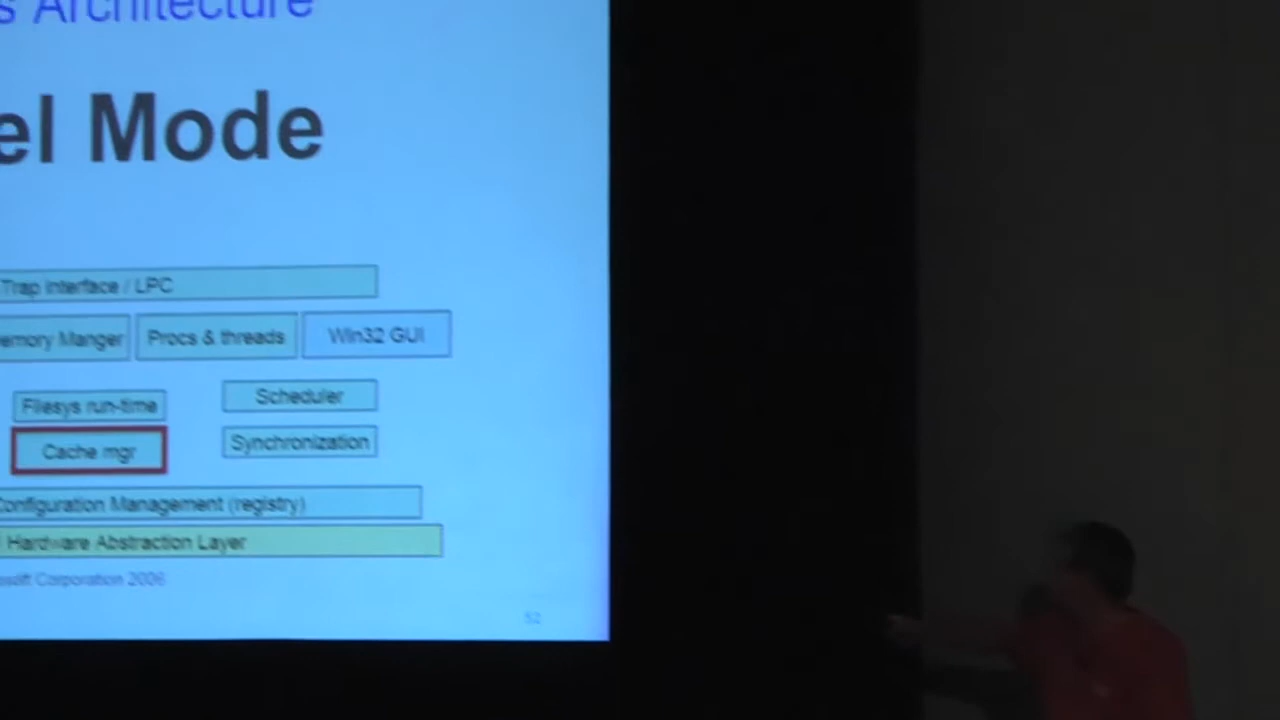 s Architecture
el Mode
Trap interface / LPC
emory Manger
Procs & threads
Win32 GUI
Filesys run-time
Scheduler
Cache mgr
Synchronization
Configuration Management (registry)
Hardware Abstraction Layer
osoft Corporation 2006
52